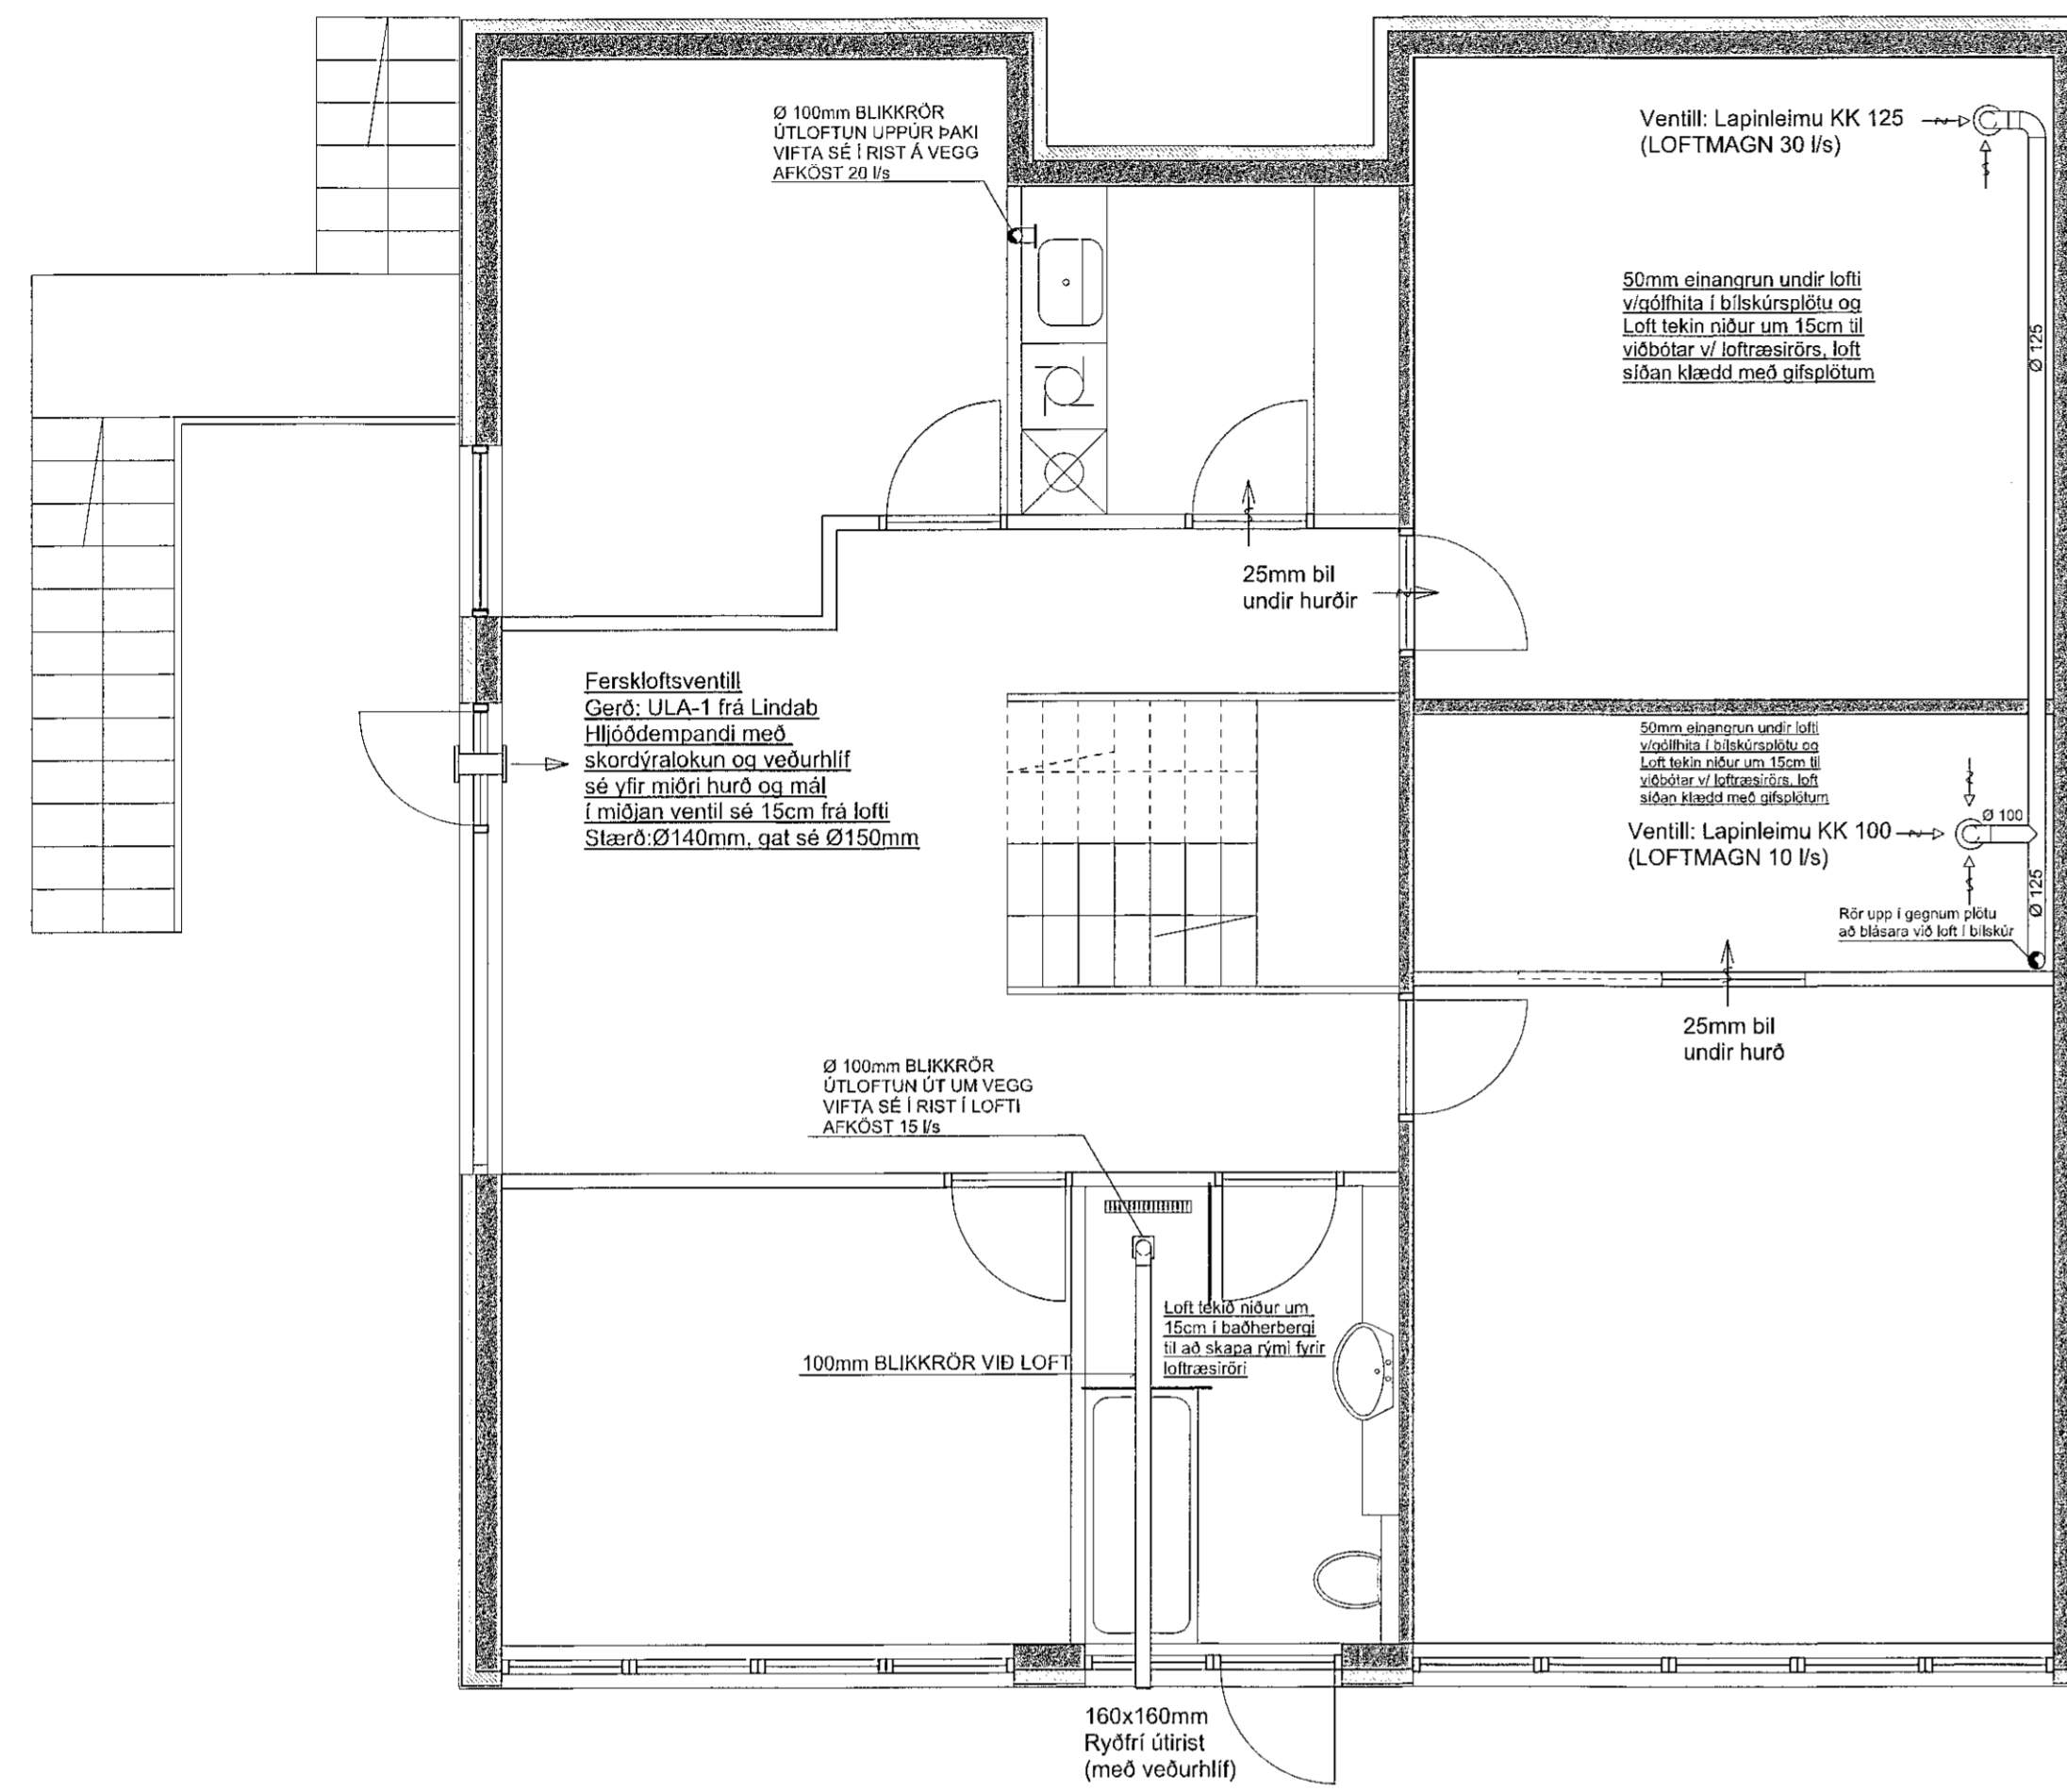 Ø 100mm BLIKKRÖR
ÚTLOFTUN UPPÚR ÞAKI
VIFTA SÉ Í RIST Á VEGG
AFKÖST 20 l/s
Ventill: Lapinleimu KK 125
(LOFTMAGN 30 l/s)
50mm einangrun undir lofti
v/gólfhita í bílskúrsplötu og
Loft tekin niður um 15cm til
viðbótar v/ loftræsirörs, loft
síðan klædd með gifsplötum
Ø 125
25mm bil
undir hurðir
Ferskloftsventill
Gerð: ULA-1 frá Lindab
Hljóðdempandi með
skordýralokun og veðurhlíf
sé yfir miðri hurð og mál
í miðjan ventil sé 15cm frá lofti
Stærð:Ø140mm, gat sé Ø150mm
50mm einangrun undir lofti
v/gólfhita í bílskúrsplötu og
Loft tekin niður um 15cm til
viðbótar v/ loftræsirörs, loft
síðan klædd með gifsplötum
Ventill: Lapinleimu KK 100
(LOFTMAGN 10 l/s)
Ø 100
Ø 125
Rör upp í gegnum plötu
að blásara við loft í bílskúr
25mm bil
undir hurð
Ø 100mm BLIKKRÖR
ÚTLOFTUN ÚT UM VEGG
VIFTA SÉ Í RIST Í LOFTI
AFKÖST 15 l/s
Loft tekið niður um
15cm í baðherbergi
til að skapa rými fyrir
loftræsiröri
100mm BLIKKRÖR VIÐ LOFT
160x160mm
Ryðfrí útirist
(með veðurhlíf)